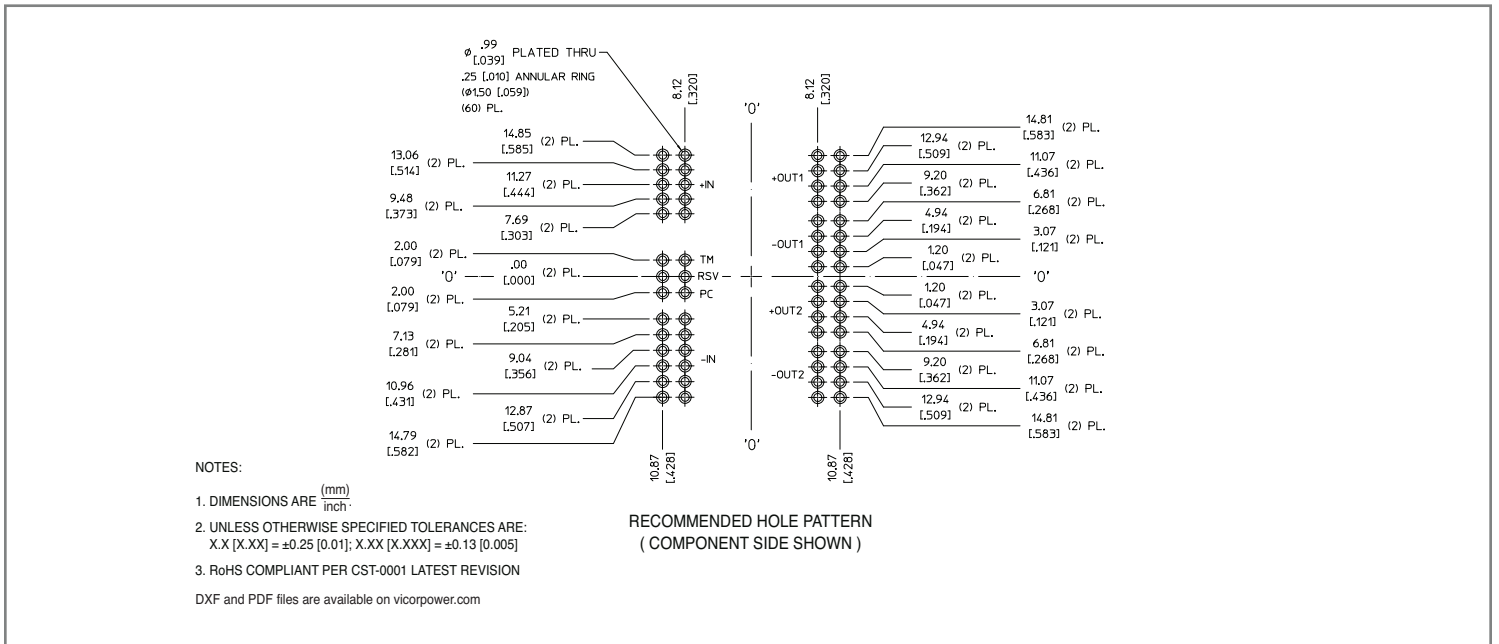 Ø .99 [.039] PLATED THRU
.25 [.010] ANNULAR RING
(Ø1.50 [.059])
(60) PL.
8.12 [.320]
8.12 [.320]
'0'
14.85 [.585] (2) PL.
13.06 [.514] (2) PL.
11.27 [.444] (2) PL.
9.48 [.373] (2) PL.
7.69 [.303] (2) PL.
2.00 [.079] (2) PL.
'0'
.00 [.000] (2) PL.
2.00 [.079] (2) PL.
5.21 [.205] (2) PL.
7.13 [.281] (2) PL.
9.04 [.356] (2) PL.
10.96 [.431] (2) PL.
12.87 [.507] (2) PL.
14.79 [.582] (2) PL.
+IN
TM
RSV
PC
-IN
+OUT1
-OUT1
+OUT2
-OUT2
14.81 [.583] (2) PL.
12.94 [.509] (2) PL.
11.07 [.436] (2) PL.
9.20 [.362] (2) PL.
6.81 [.268] (2) PL.
4.94 [.194] (2) PL.
3.07 [.121] (2) PL.
1.20 [.047] (2) PL.
'0'
1.20 [.047] (2) PL.
3.07 [.121] (2) PL.
4.94 [.194] (2) PL.
6.81 [.268] (2) PL.
9.20 [.362] (2) PL.
11.07 [.436] (2) PL.
12.94 [.509] (2) PL.
14.81 [.583] (2) PL.
'0'
10.87 [.428]
10.87 [.428]
NOTES:
1. DIMENSIONS ARE (mm) inch.
2. UNLESS OTHERWISE SPECIFIED TOLERANCES ARE:
X.X [X.XX] = ±0.25 [0.01]; X.XX [X.XXX] = ±0.13 [0.005]
3. RoHS COMPLIANT PER CST-0001 LATEST REVISION
DXF and PDF files are available on vicorpower.com
RECOMMENDED HOLE PATTERN
( COMPONENT SIDE SHOWN )